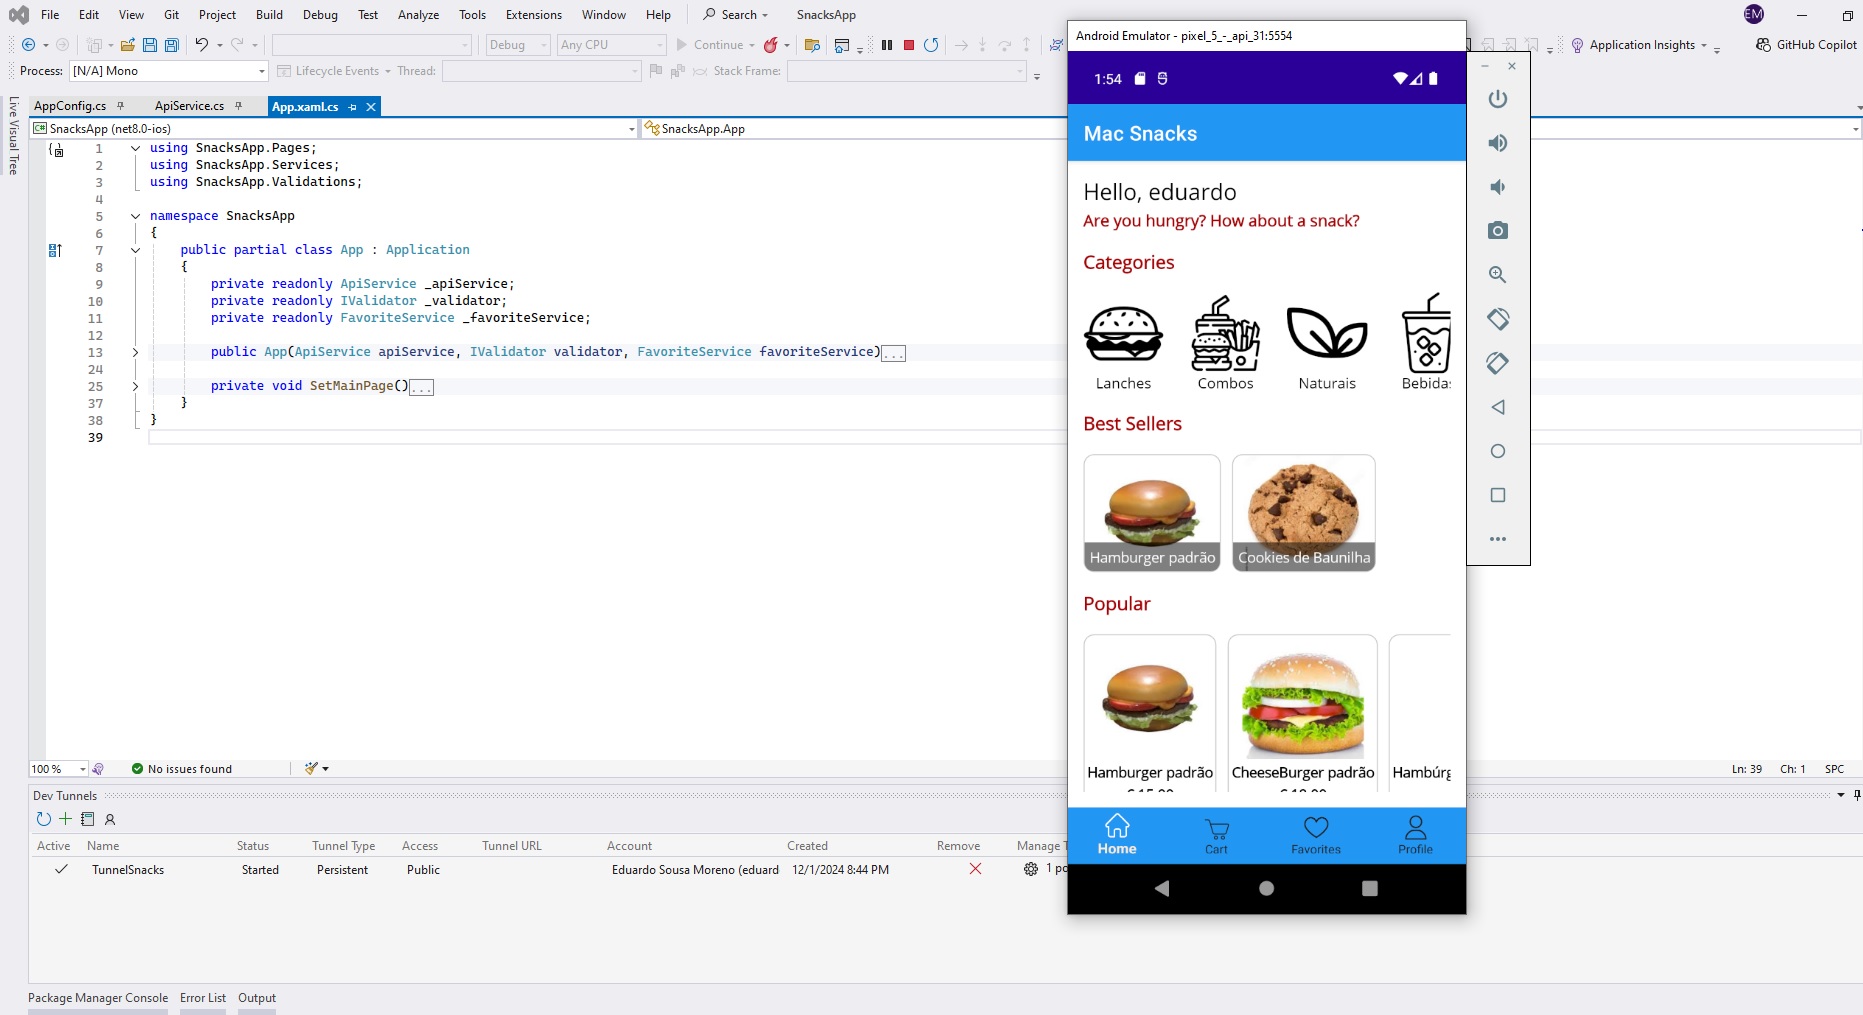 File Edit View Git Project Build Debug Test Analyze Tools Extensions Window Help Search SnacksApp EM
Debug Any CPU Continue Application Insights GitHub Copilot
Process: [N/A] Mono Lifecycle Events Thread: Stack Frame:
Live Visual Tree
AppConfig.cs ApiService.cs App.xaml.cs
SnacksApp (net8.0-ios) SnacksApp.App
1 using SnacksApp.Pages;
2 using SnacksApp.Services;
3 using SnacksApp.Validations;
4
5 namespace SnacksApp
6 {
7 public partial class App : Application
8 {
9 private readonly ApiService _apiService;
10 private readonly IValidator _validator;
11 private readonly FavoriteService _favoriteService;
12
13 public App(ApiService apiService, IValidator validator, FavoriteService favoriteService)...
24
25 private void SetMainPage()...
37 }
38 }
39
100 % No issues found Ln: 39 Ch: 1 SPC
Dev Tunnels
Active Name Status Tunnel Type Access Tunnel URL Account Created Remove Manage T
TunnelSnacks Started Persistent Public Eduardo Sousa Moreno (eduard 12/1/2024 8:44 PM 1 po
Package Manager Console Error List Output
Android Emulator - pixel_5_-_api_31:5554
1:54
Mac Snacks
Hello, eduardo
Are you hungry? How about a snack?
Categories
Lanches Combos Naturais Bebidas
Best Sellers
Hamburger padrão Cookies de Baunilha
Popular
Hamburger padrão CheeseBurger padrão Hambúrg
Home Cart Favorites Profile